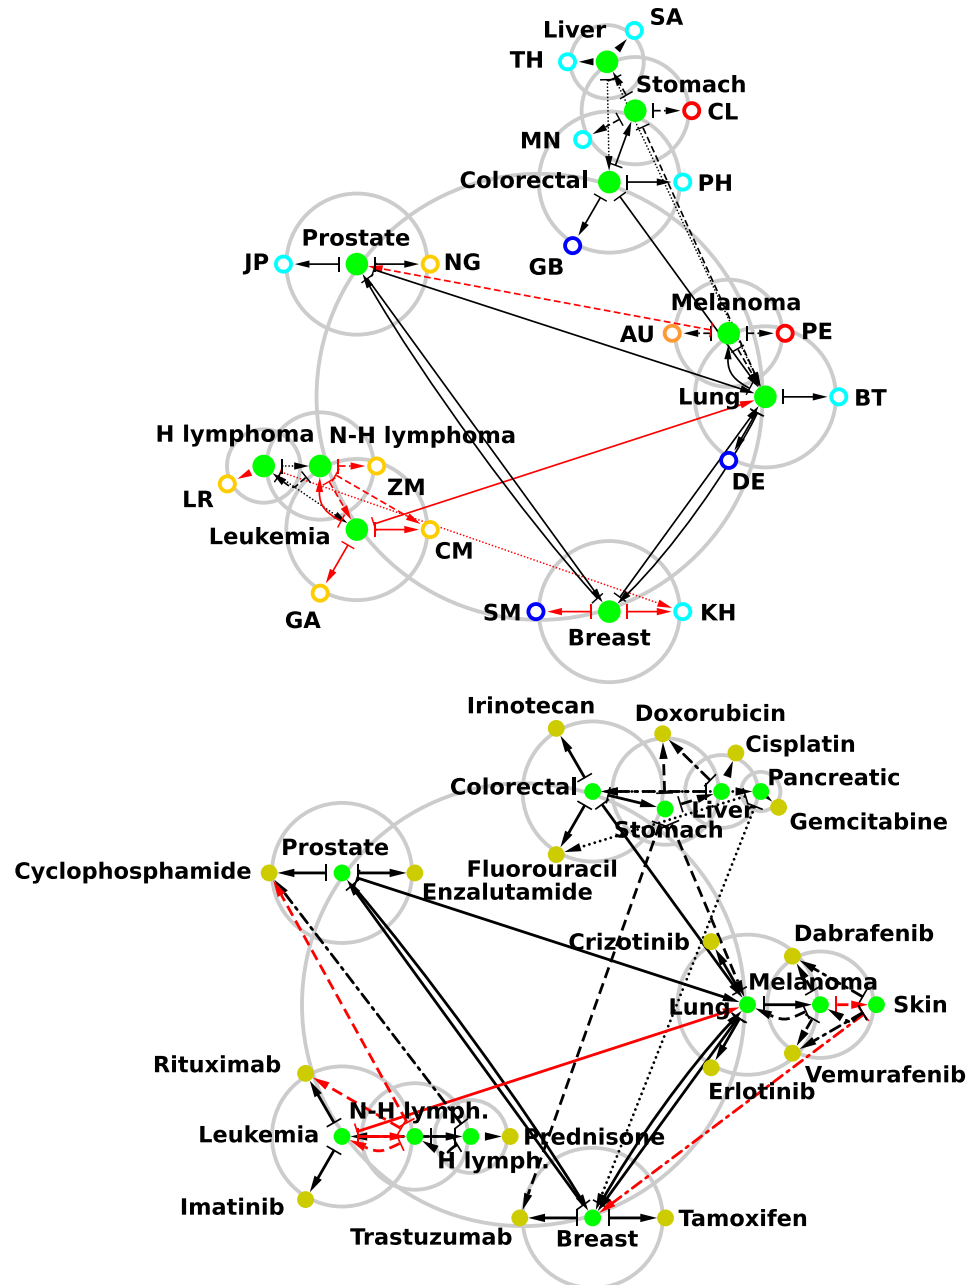 SA
Liver
TH
Stomach
CL
MN
Colorectal
PH
Prostate
GB
JP
NG
Melanoma
AU
PE
Lung
BT
H lymphoma
N-H lymphoma
LR
ZM
DE
Leukemia
CM
GA
SM
KH
Breast
Irinotecan
Doxorubicin
Cisplatin
Colorectal
Pancreatic
Liver
Stomach
Gemcitabine
Prostate
Cyclophosphamide
Fluorouracil
Enzalutamide
Crizotinib
Dabrafenib
Melanoma
Lung
Skin
Rituximab
Vemurafenib
Erlotinib
N-H lymph.
Leukemia
Prednisone
H lymph.
Imatinib
Trastuzumab
Tamoxifen
Breast